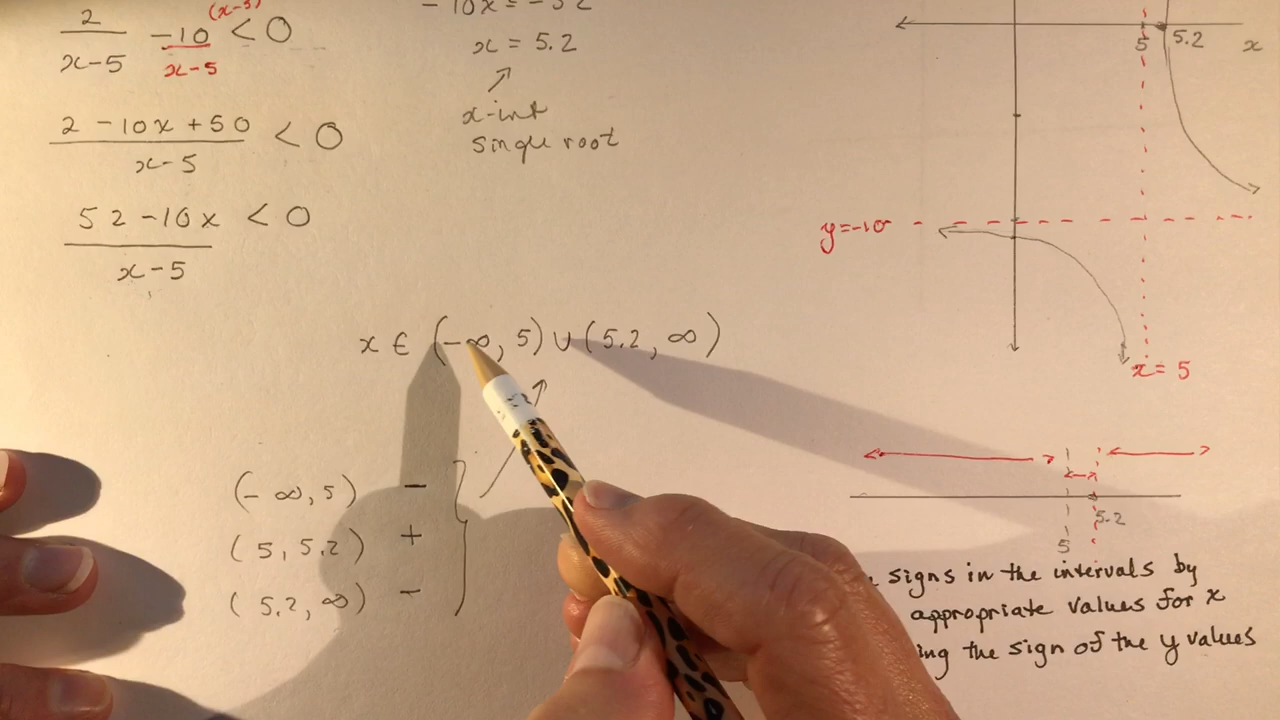 2/(x-5) -10(x-5)/(x-5) < 0
(2 -10x +50)/(x-5) < 0
(52 -10x)/(x-5) < 0
-10x = -52
x = 5.2
x-int
single root
5 5.2 x
y=-10
x = 5
x ∈ (-∞, 5) ∪ (5.2, ∞)
(-∞, 5) -
(5, 5.2) +
(5.2, ∞) -
5 5.2
signs in the intervals by
appropriate values for x
the sign of the y values